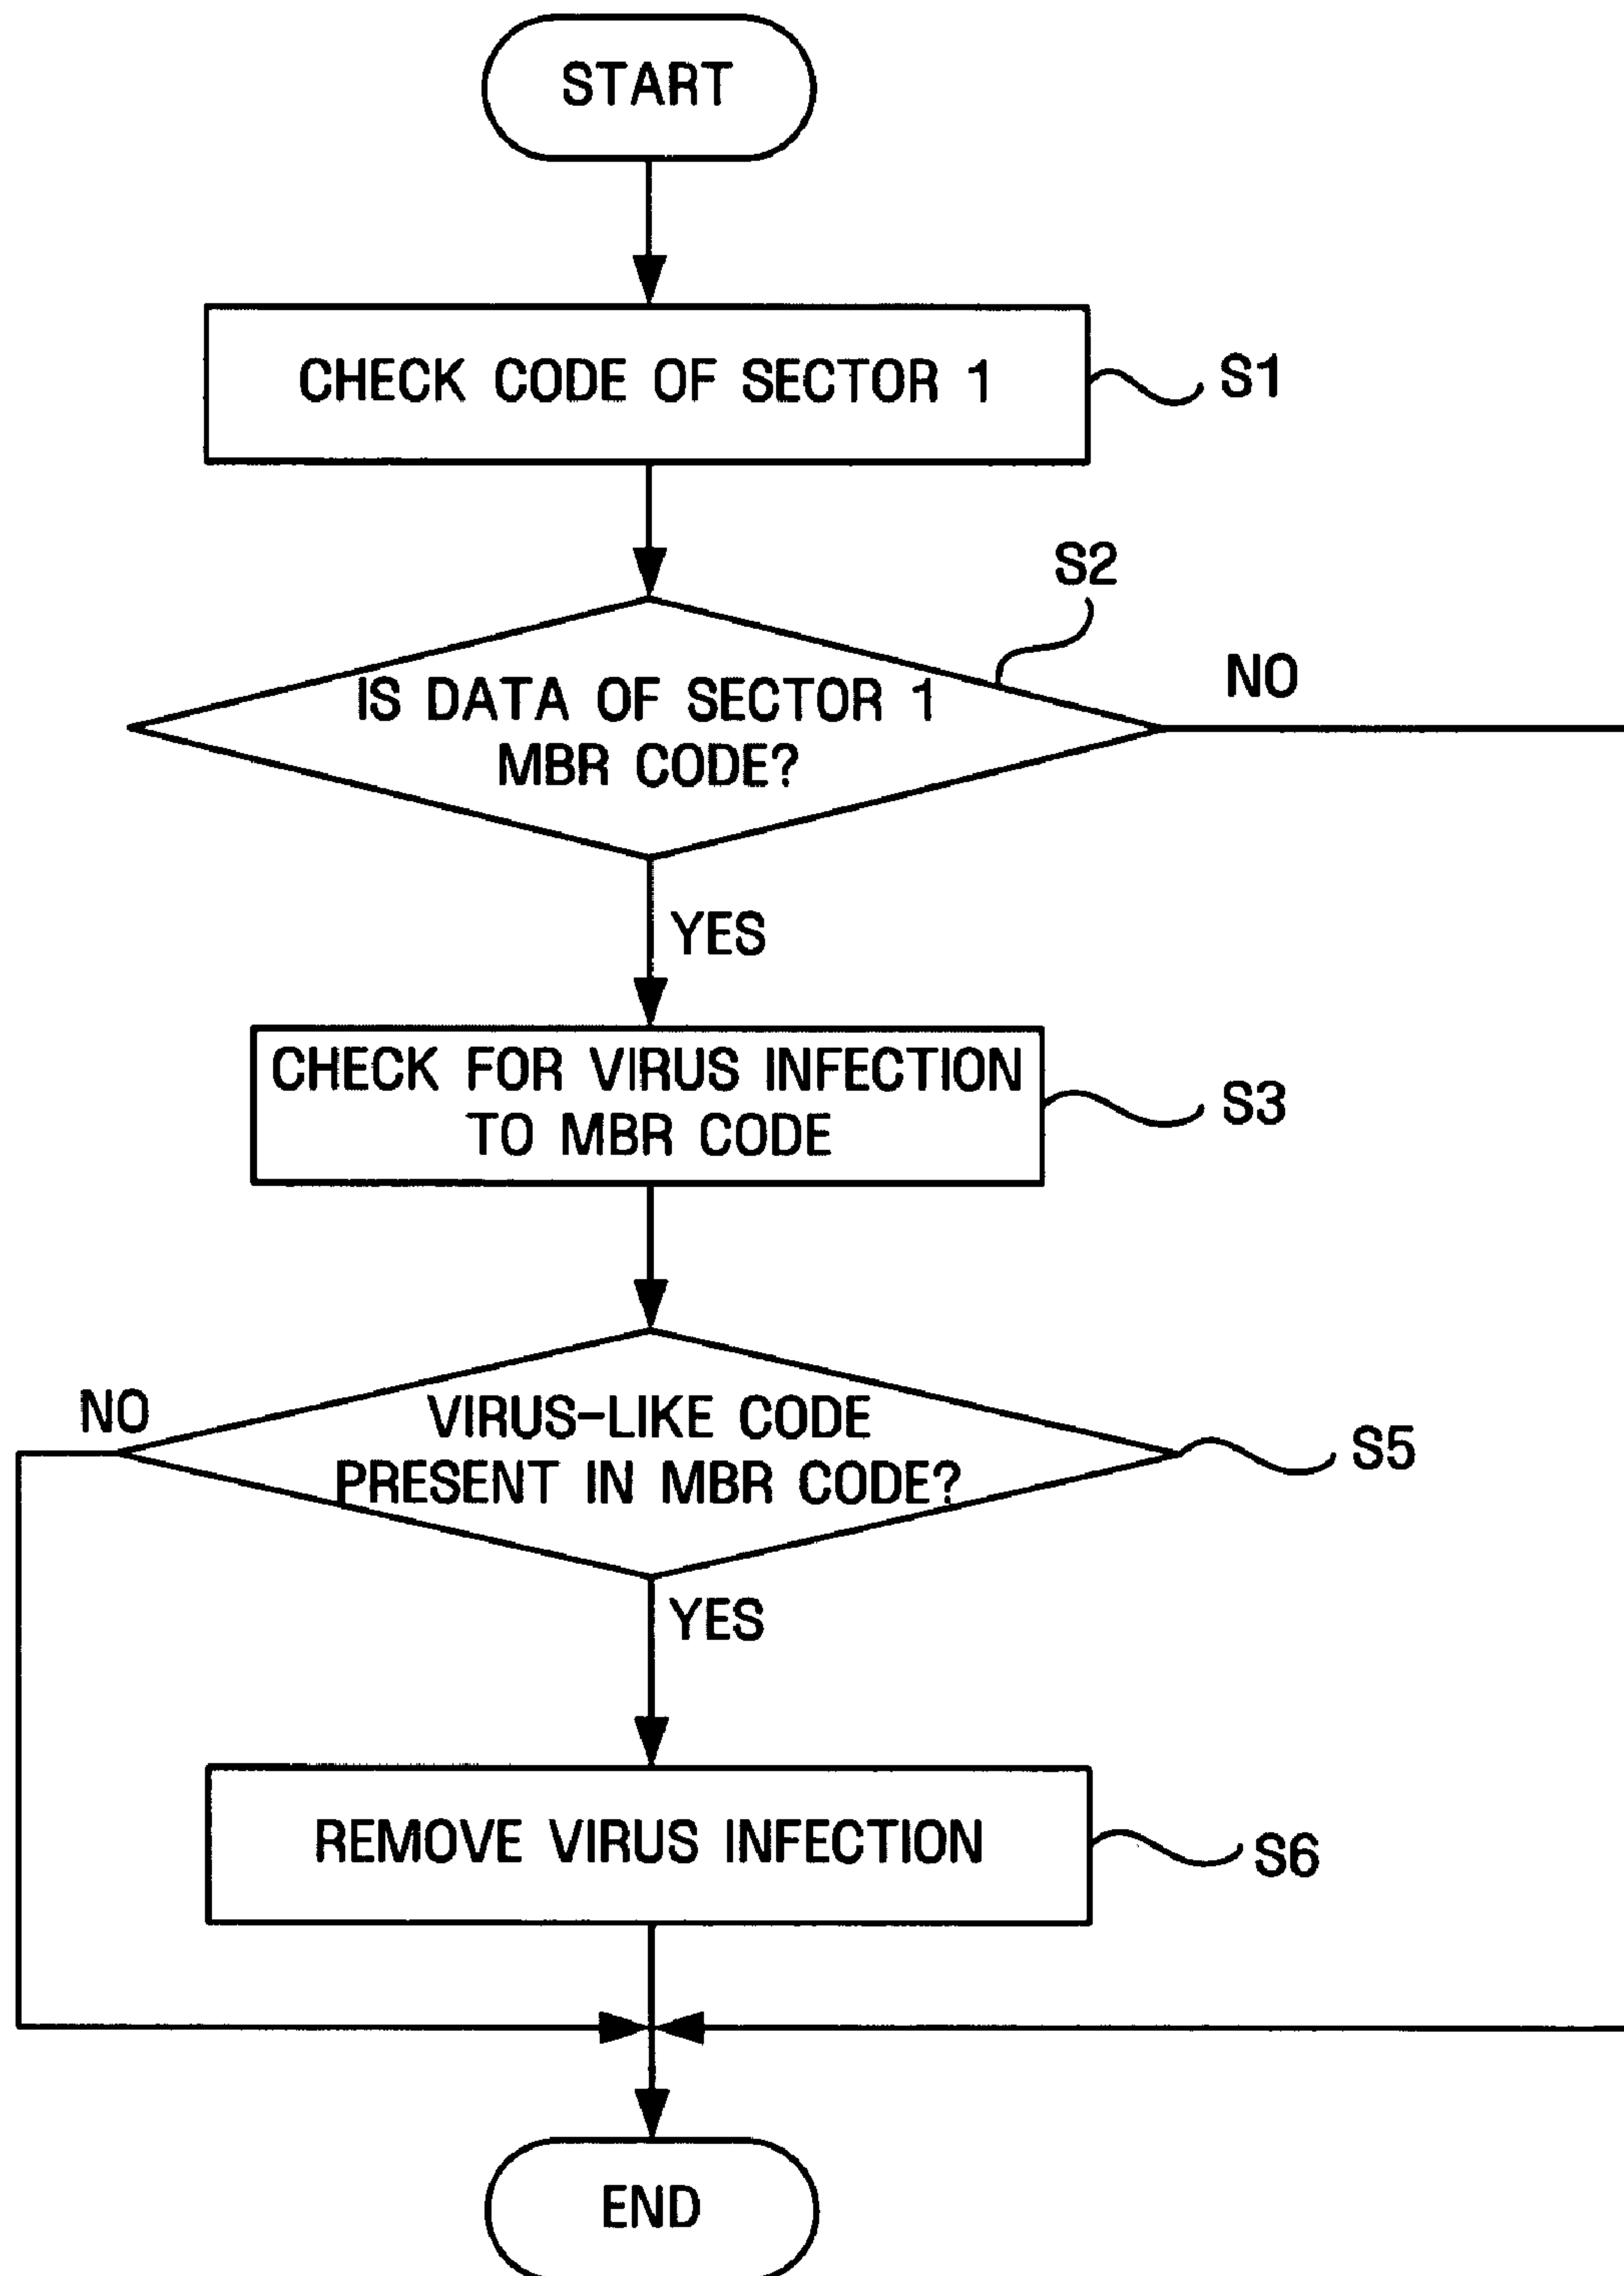 START
CHECK CODE OF SECTOR 1
S1
S2
IS DATA OF SECTOR 1
MBR CODE?
NO
YES
CHECK FOR VIRUS INFECTION
TO MBR CODE
S3
NO
VIRUS-LIKE CODE
PRESENT IN MBR CODE?
S5
YES
REMOVE VIRUS INFECTION
S6
END